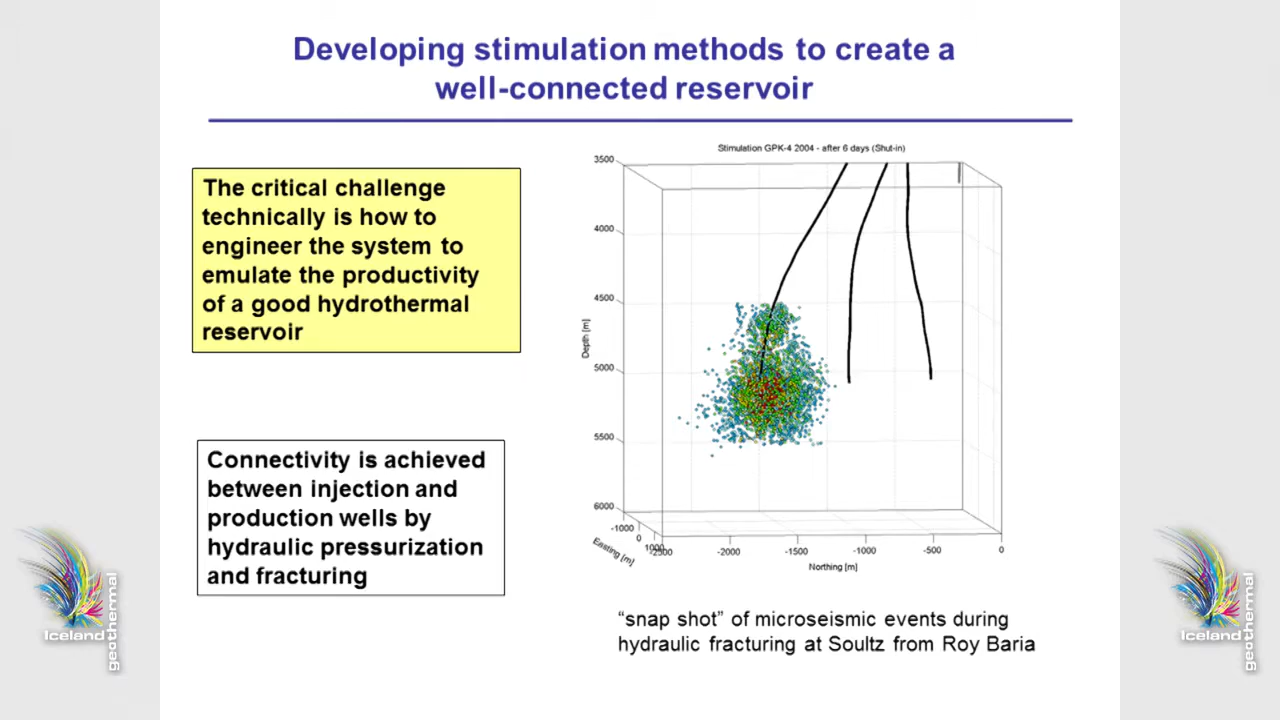 Developing stimulation methods to create a
well-connected reservoir
The critical challenge
technically is how to
engineer the system to
emulate the productivity
of a good hydrothermal
reservoir
Connectivity is achieved
between injection and
production wells by
hydraulic pressurization
and fracturing
Stimulation GPK-4 2004 - after 6 days (Shut-in)
3500
4000
4500
5000
5500
6000
Depth [m]
-1000
0
1000
Easting [m]
-2500
-2000
-1500
-1000
-500
0
Northing [m]
“snap shot” of microseismic events during
hydraulic fracturing at Soultz from Roy Baria
Iceland
geothermal
Iceland
geothermal